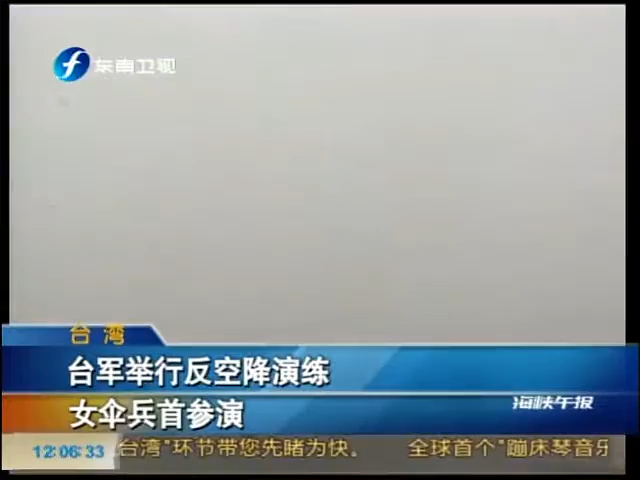 东南卫视
台湾
台军举行反空降演练
女伞兵首参演
海峡午报
12:06:33
台湾"环节带您先睹为快。 全球首个"蹦床琴音乐